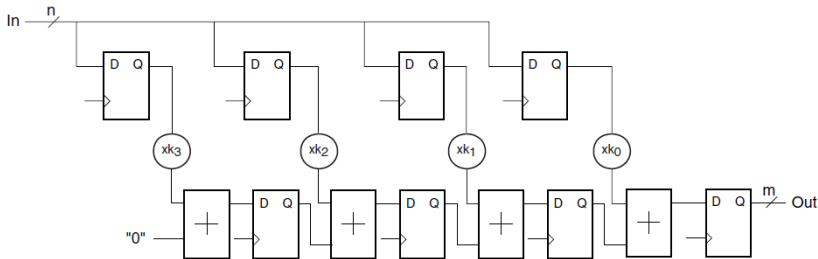 n
In
D Q D Q D Q D Q
xk3 xk2 xk1 xk0
D Q D Q D Q D Q m
Out
"0"